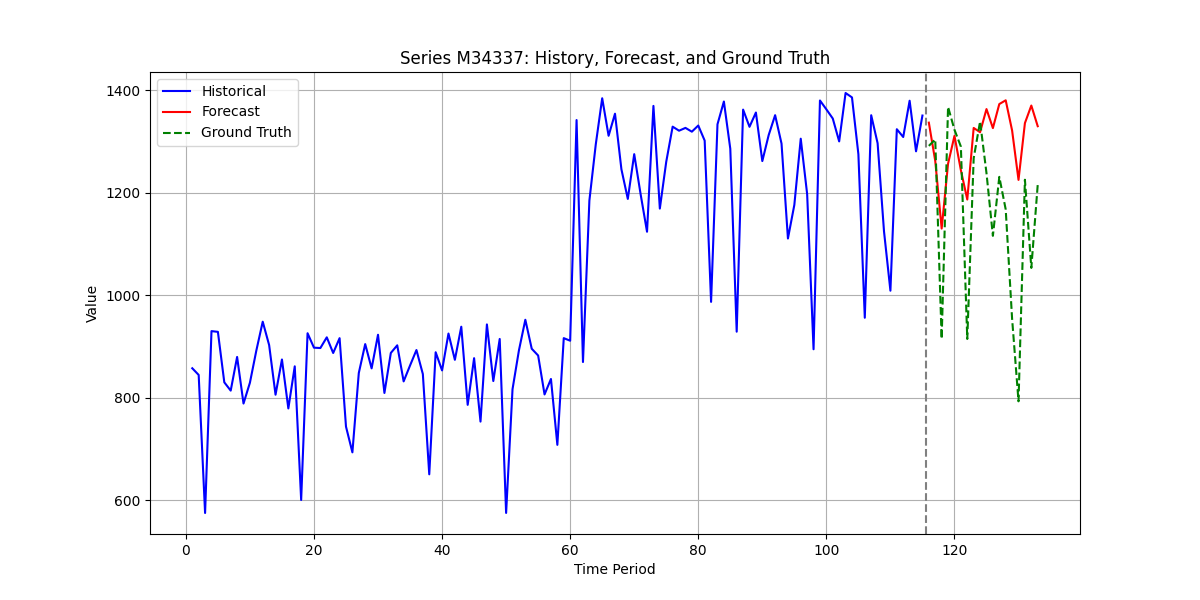 Series M34337: History, Forecast, and Ground Truth
Historical
Forecast
Ground Truth
Value
1400
1200
1000
800
600
0 20 40 60 80 100 120
Time Period